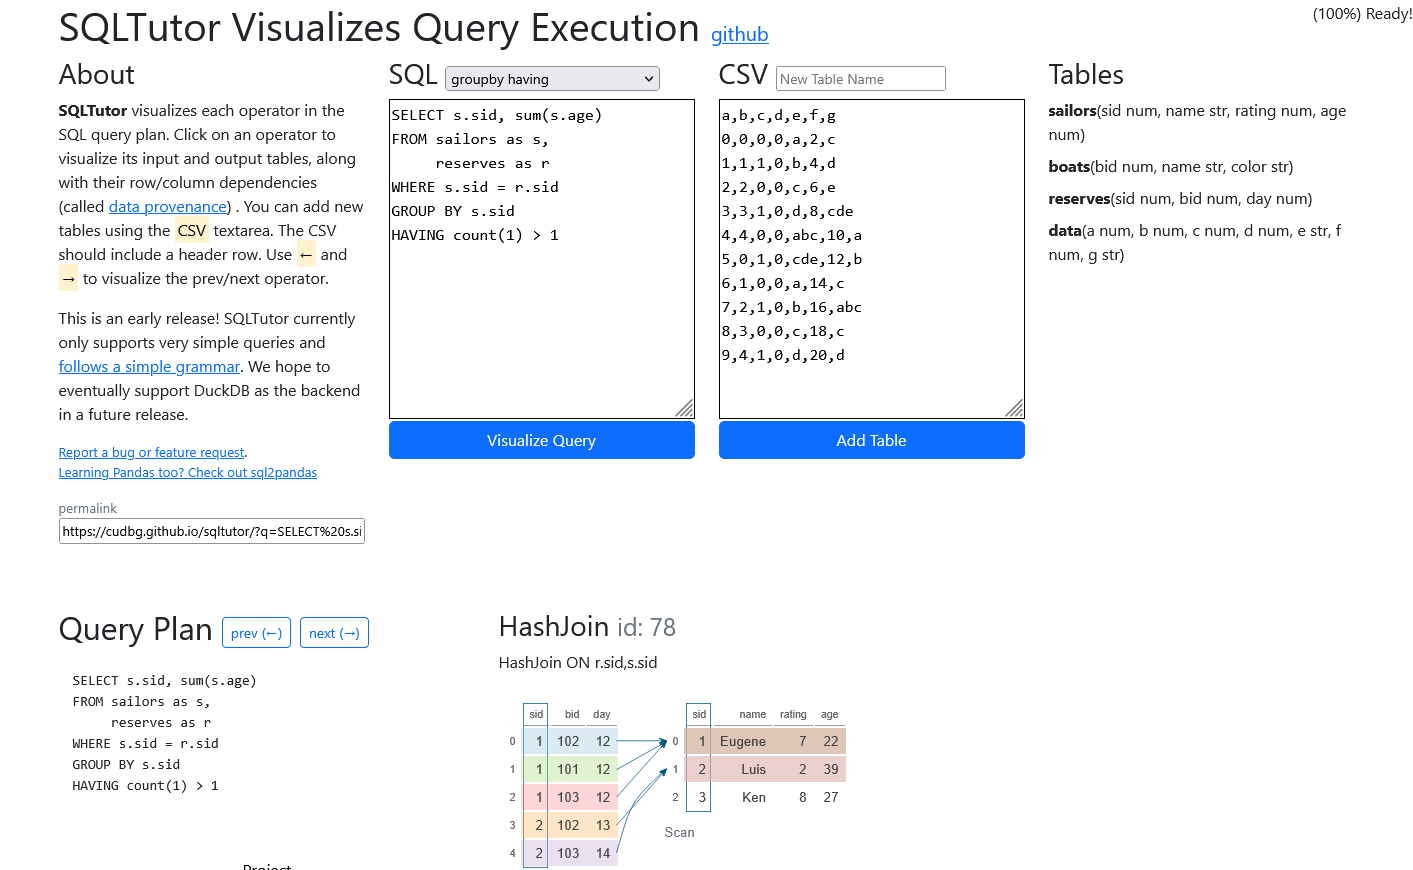 SQLTutor Visualizes Query Execution github
(100%) Ready!
About
SQLTutor visualizes each operator in the
SQL query plan. Click on an operator to
visualize its input and output tables, along
with their row/column dependencies
(called data provenance) . You can add new
tables using the CSV textarea. The CSV
should include a header row. Use ← and
→ to visualize the prev/next operator.
This is an early release! SQLTutor currently
only supports very simple queries and
follows a simple grammar. We hope to
eventually support DuckDB as the backend
in a future release.
Report a bug or feature request.
Learning Pandas too? Check out sql2pandas
permalink
https://cudbg.github.io/sqltutor/?q=SELECT%20s.si
SQL groupby having
SELECT s.sid, sum(s.age)
FROM sailors as s,
reserves as r
WHERE s.sid = r.sid
GROUP BY s.sid
HAVING count(1) > 1
Visualize Query
CSV New Table Name
a,b,c,d,e,f,g
0,0,0,0,a,2,c
1,1,1,0,b,4,d
2,2,0,0,c,6,e
3,3,1,0,d,8,cde
4,4,0,0,abc,10,a
5,0,1,0,cde,12,b
6,1,0,0,a,14,c
7,2,1,0,b,16,abc
8,3,0,0,c,18,c
9,4,1,0,d,20,d
Add Table
Tables
sailors(sid num, name str, rating num, age
num)
boats(bid num, name str, color str)
reserves(sid num, bid num, day num)
data(a num, b num, c num, d num, e str, f
num, g str)
Query Plan prev (←) next (→)
SELECT s.sid, sum(s.age)
FROM sailors as s,
reserves as r
WHERE s.sid = r.sid
GROUP BY s.sid
HAVING count(1) > 1
Project
HashJoin id: 78
HashJoin ON r.sid,s.sid
sid bid day
0 1 102 12
1 1 101 12
2 1 103 12
3 2 102 13
4 2 103 14
sid name rating age
0 1 Eugene 7 22
1 2 Luis 2 39
2 3 Ken 8 27
Scan